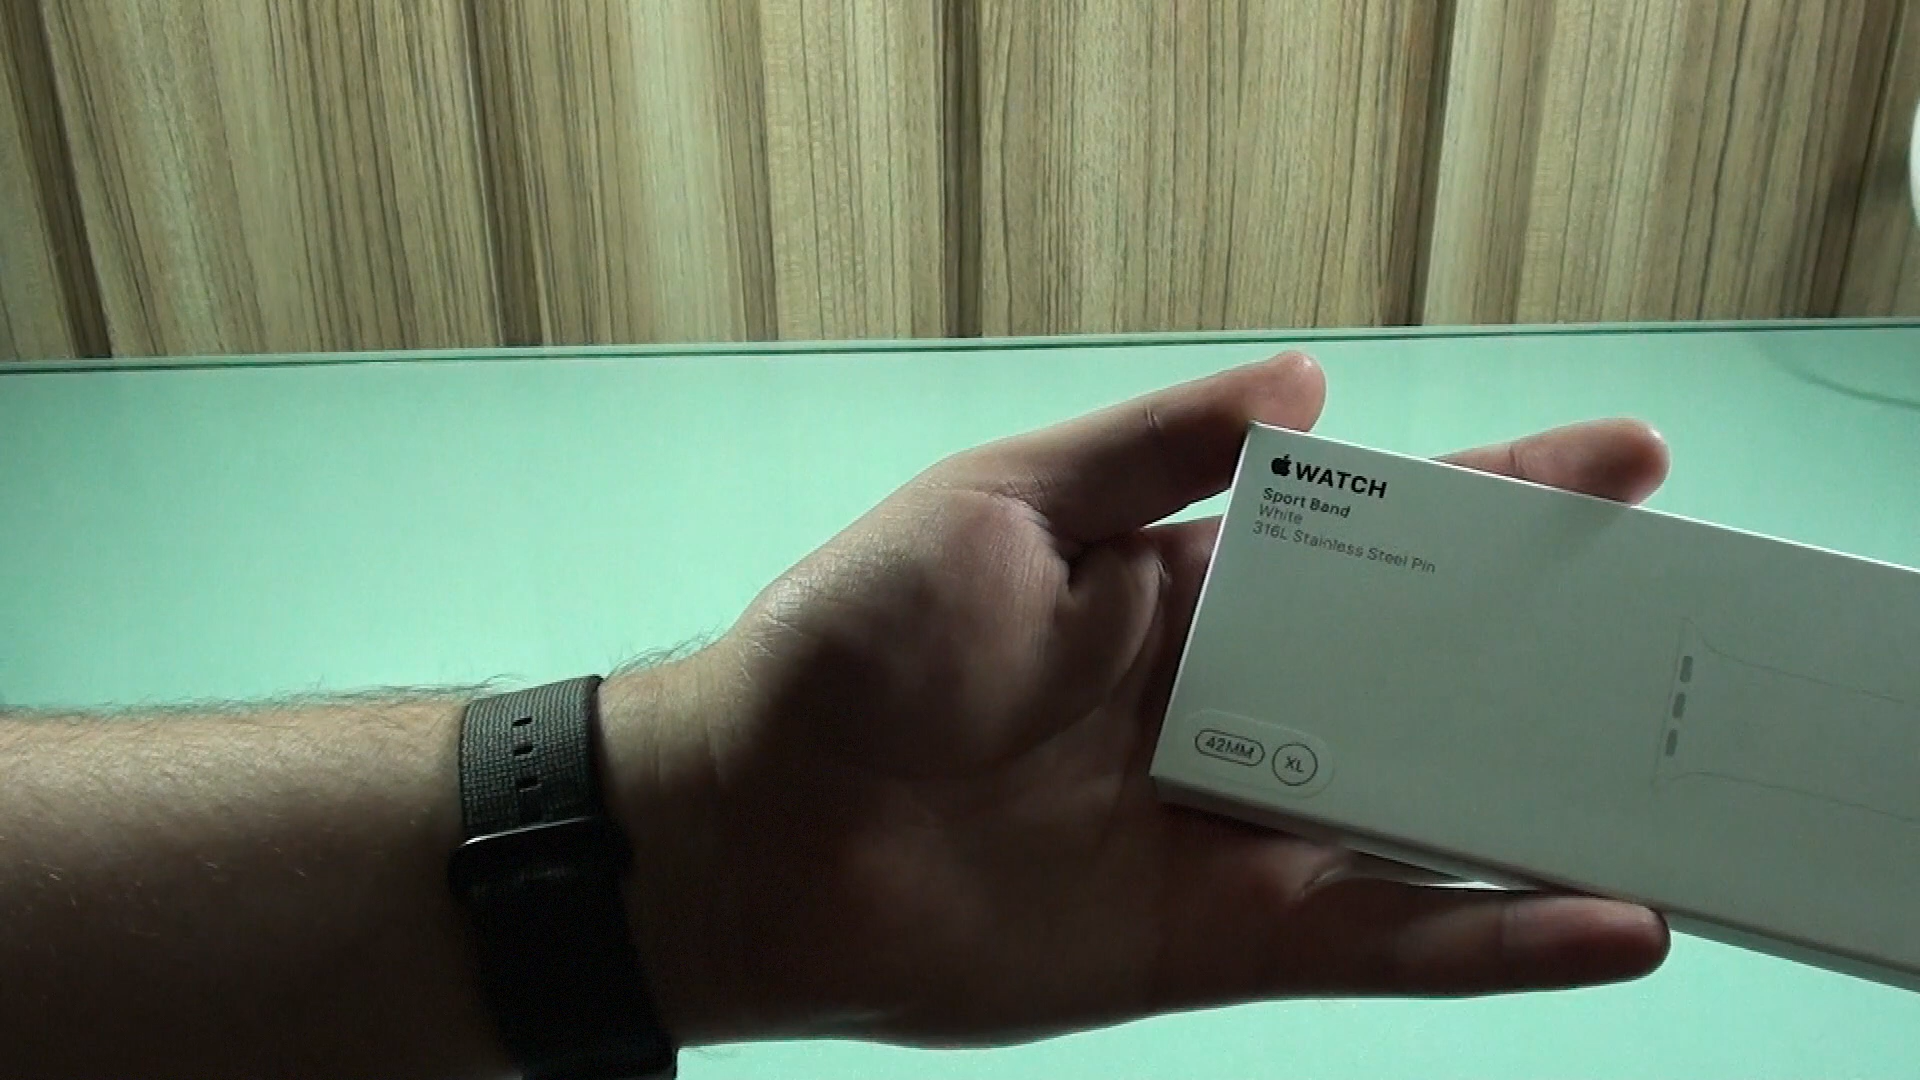 WATCH
Sport Band
White
316L Stainless Steel Pin
42MM XL